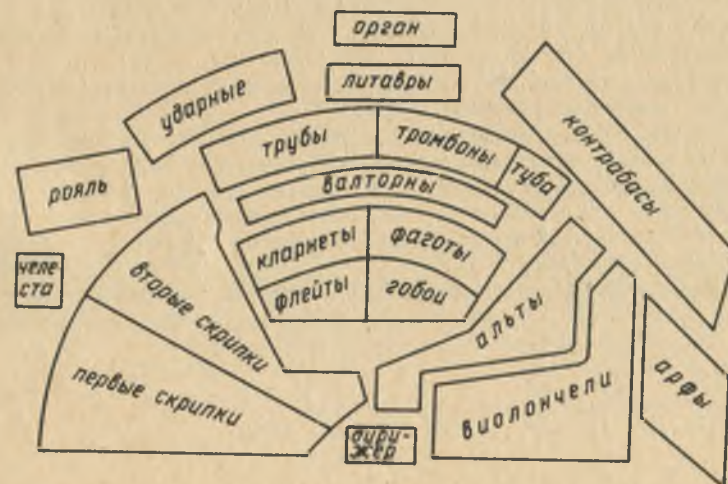 орган
литавры
ударные
трубы
тромбоны
туба
контрабасы
рояль
валторны
кларнеты
фаготы
челе-
ста
вторые скрипки
флейты
гобои
альты
первые скрипки
виолончели
арфы
дири-
жер